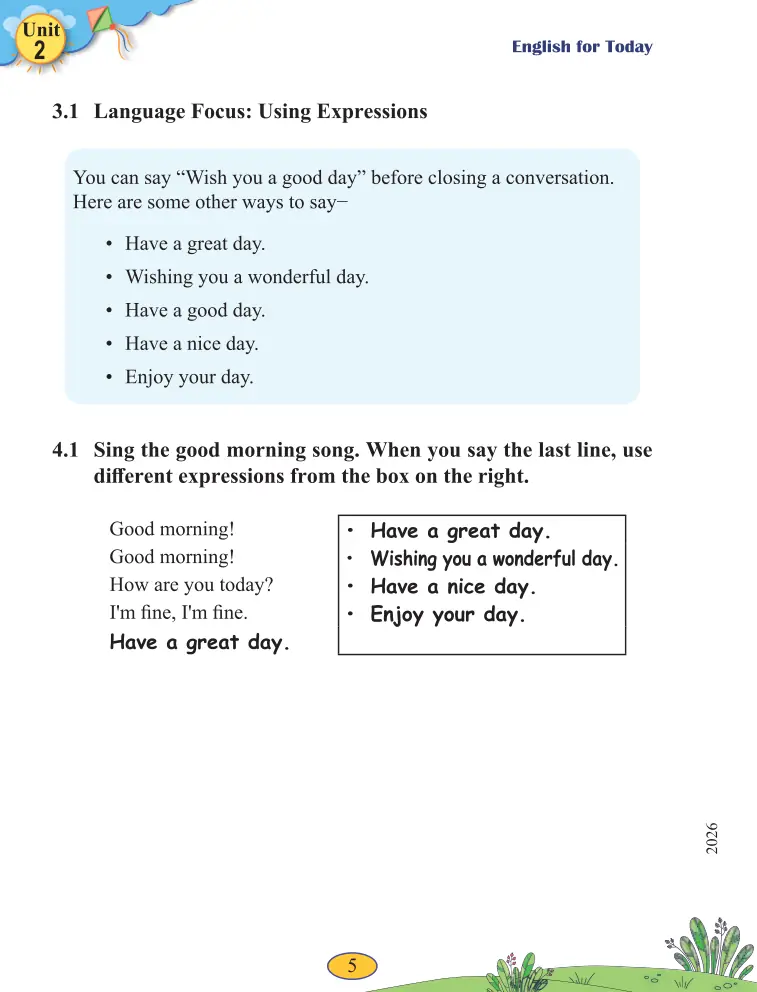 Unit
2
English for Today
3.1 Language Focus: Using Expressions
You can say “Wish you a good day” before closing a conversation.
Here are some other ways to say−
• Have a great day.
• Wishing you a wonderful day.
• Have a good day.
• Have a nice day.
• Enjoy your day.
4.1 Sing the good morning song. When you say the last line, use
different expressions from the box on the right.
Good morning!
Good morning!
How are you today?
I'm fine, I'm fine.
Have a great day.
• Have a great day.
• Wishing you a wonderful day.
• Have a nice day.
• Enjoy your day.
2026
5